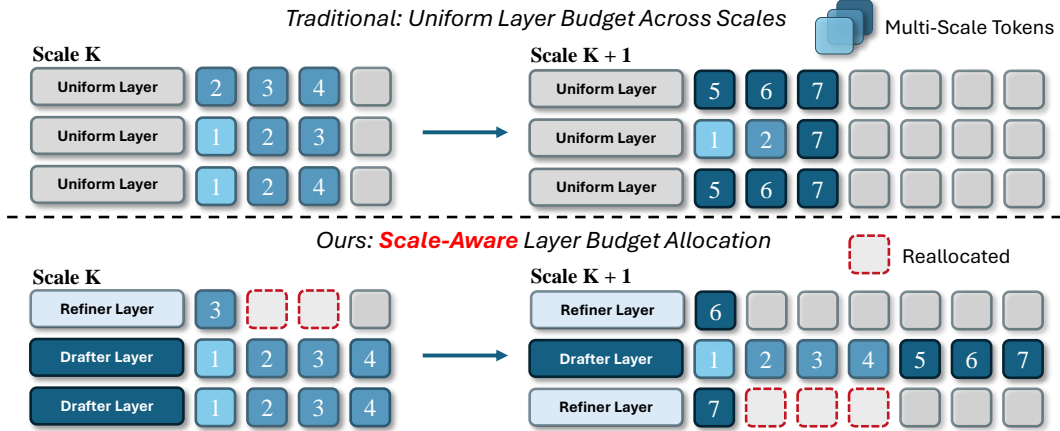 Traditional: Uniform Layer Budget Across Scales
Multi-Scale Tokens
Scale K
Scale K + 1
Uniform Layer 2 3 4
Uniform Layer 5 6 7
Uniform Layer 1 2 3
Uniform Layer 1 2 7
Uniform Layer 1 2 4
Uniform Layer 5 6 7
Ours: Scale-Aware Layer Budget Allocation
Reallocated
Scale K
Scale K + 1
Refiner Layer 3
Refiner Layer 6
Drafter Layer 1 2 3 4
Drafter Layer 1 2 3 4 5 6 7
Drafter Layer 1 2 3 4
Refiner Layer 7